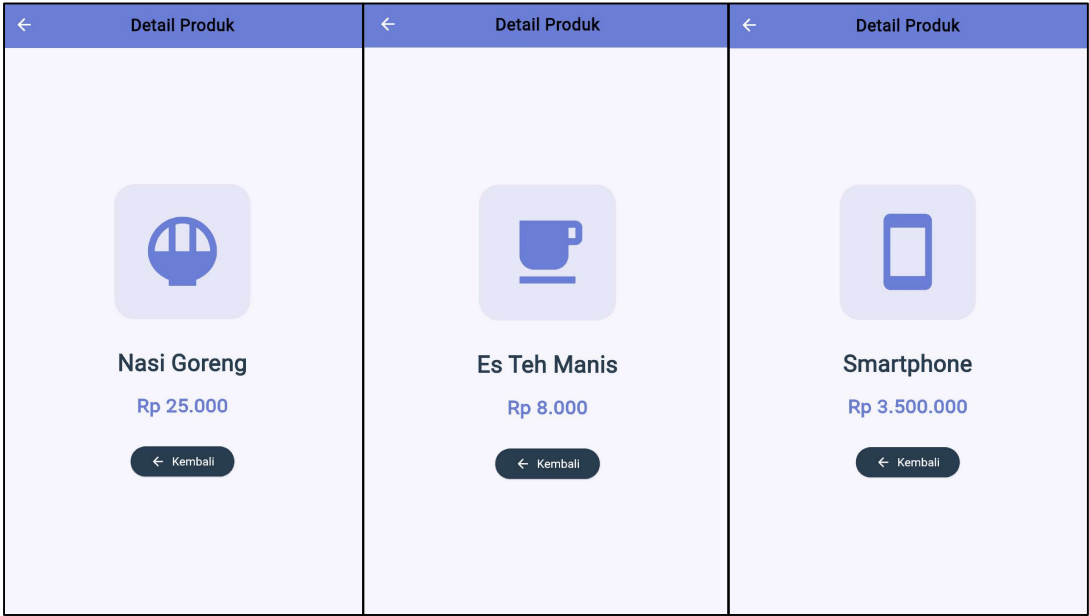 Detail Produk
Nasi Goreng
Rp 25.000
← Kembali
Detail Produk
Es Teh Manis
Rp 8.000
← Kembali
Detail Produk
Smartphone
Rp 3.500.000
← Kembali